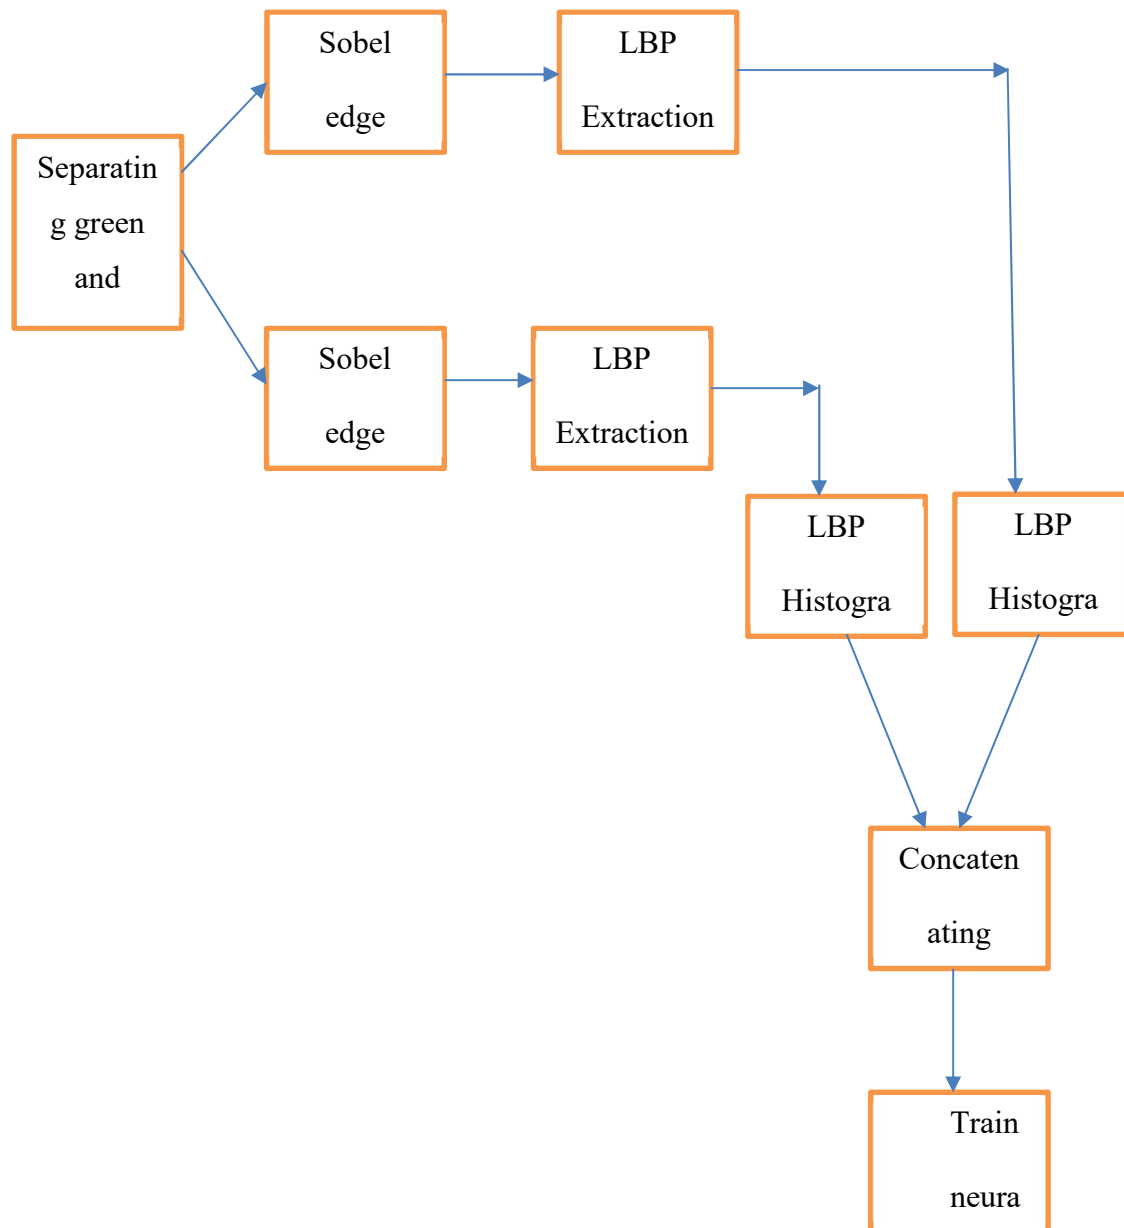 Sobel
edge
LBP
Extraction
Separatin
g green
and
Sobel
edge
LBP
Extraction
LBP
Histogra
LBP
Histogra
Concaten
ating
Train
neura